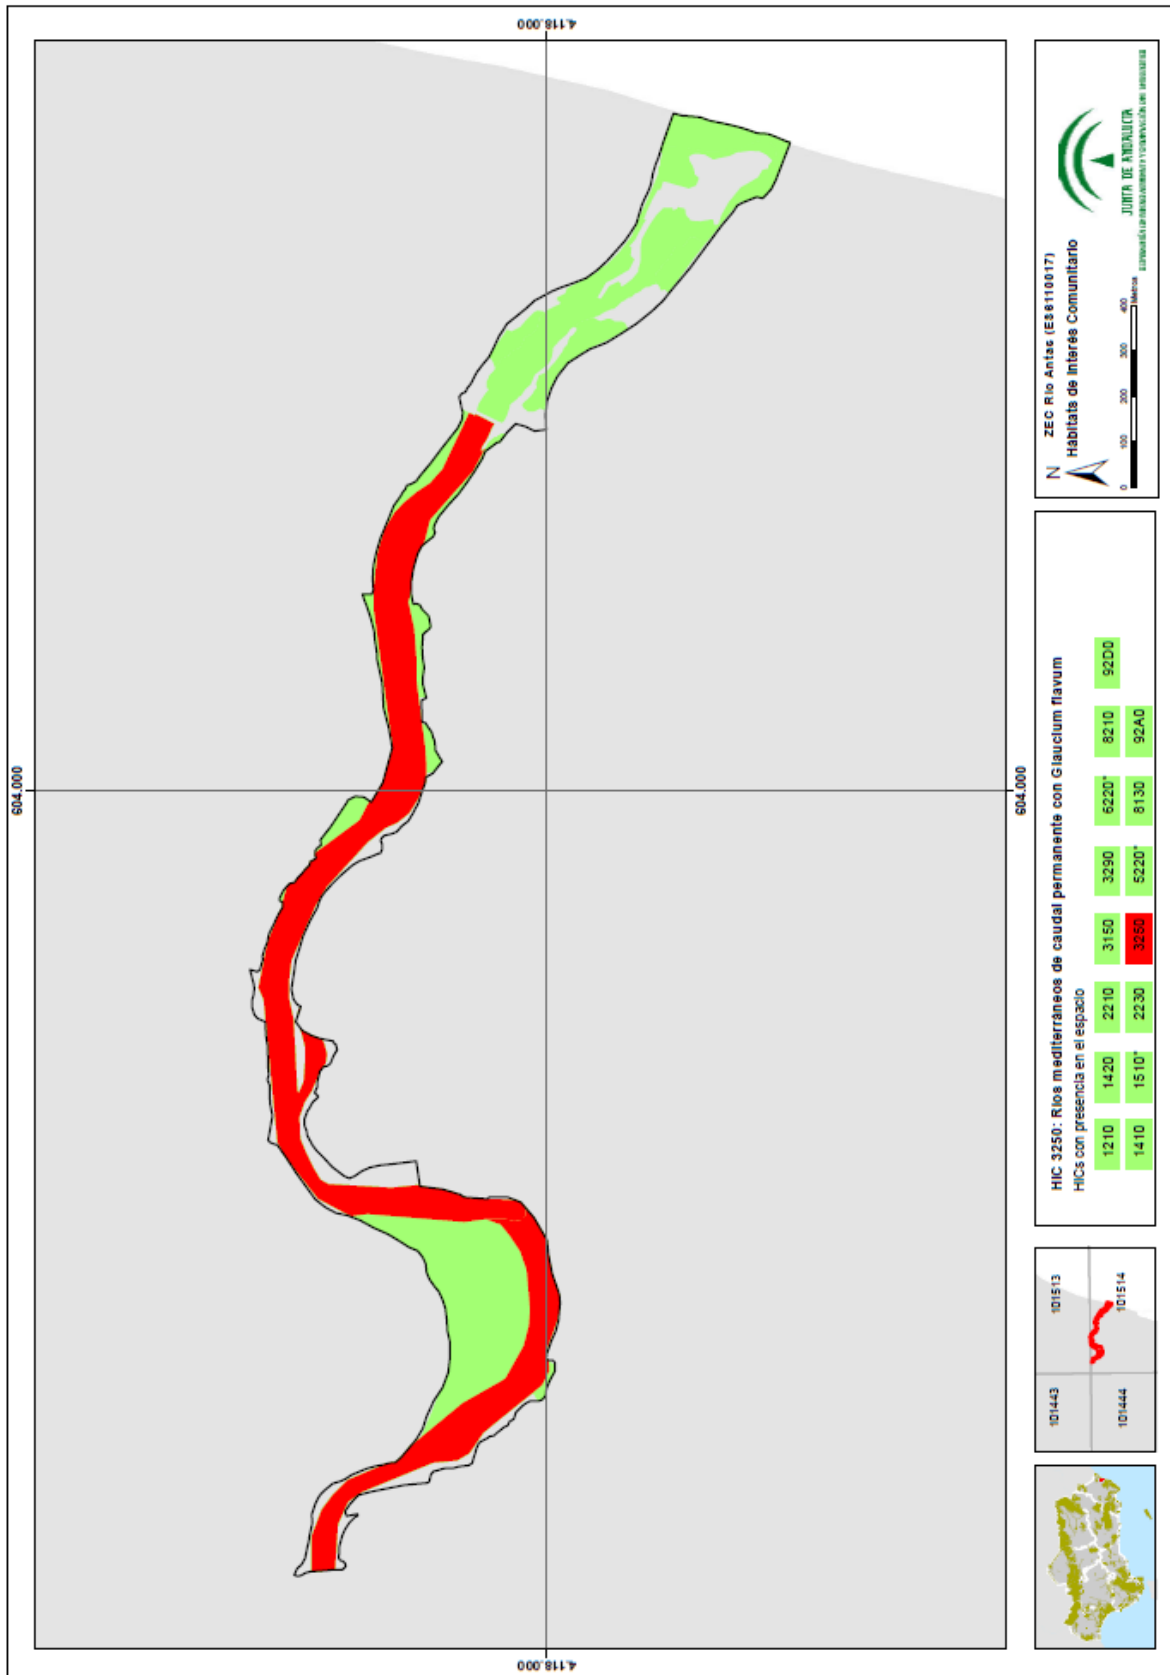 4.118.000
604.000
604.000
4.118.000
101443
101513
101444
101514
HIC 3250: Ríos mediterráneos de caudal permanente con Glaucium flavum
HICs con presencia en el espacio
1210 1420 2210 3150 3290 6220* 8210 92D0
1410 1510* 2230 3250 5220* 8130 92A0
N
ZEC Río Antas (ES6110017)
Hábitats de Interés Comunitario
0 100 200 300 400
Metros
JUNTA DE ANDALUCIA